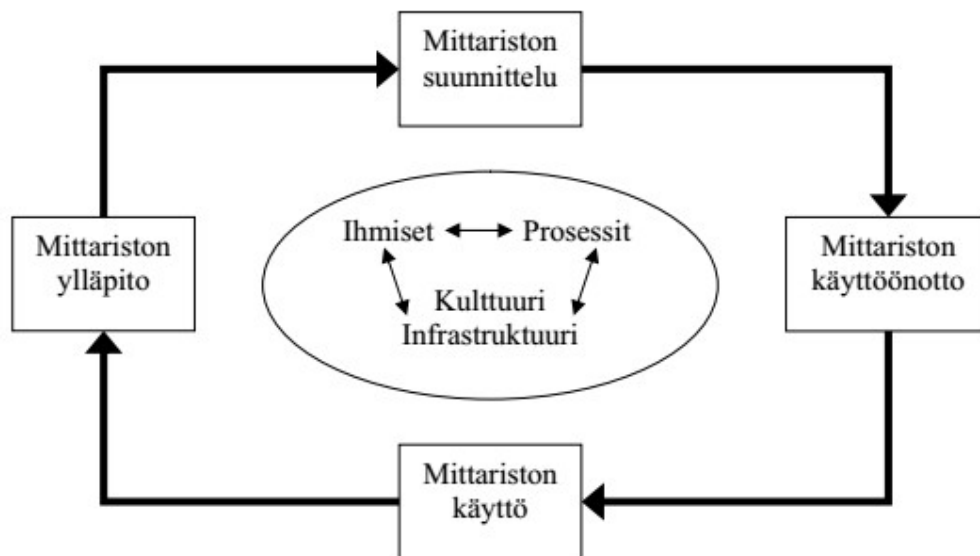 Mittariston
suunnittelu
Ihmiset
Prosessit
Kulttuuri
Infrastruktuuri
Mittariston
ylläpito
Mittariston
käyttöönotto
Mittariston
käyttö